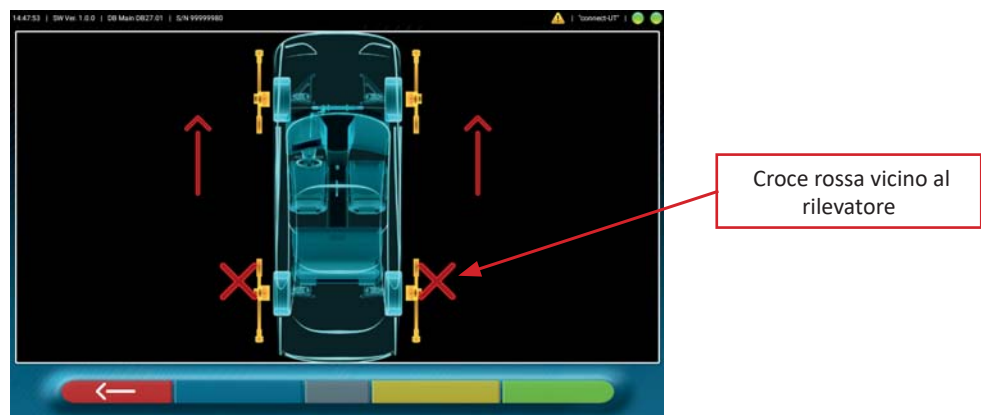 14:47:53 | SW Ver. 1.0.0 | DB Main DB27.01 | S/N 99999980 | "connect-UT" |
Croce rossa vicino al
rilevatore